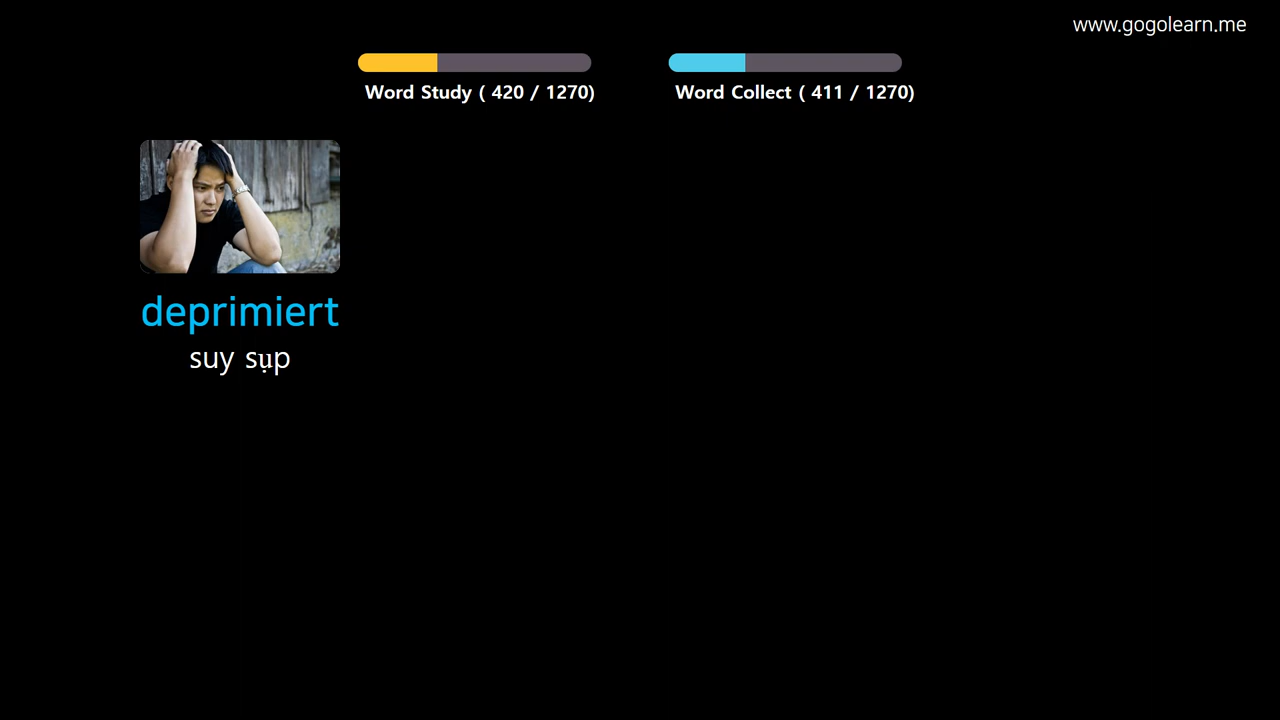 www.gogolearn.me
Word Study ( 420 / 1270)
Word Collect ( 411 / 1270)
deprimiert
suy sụp